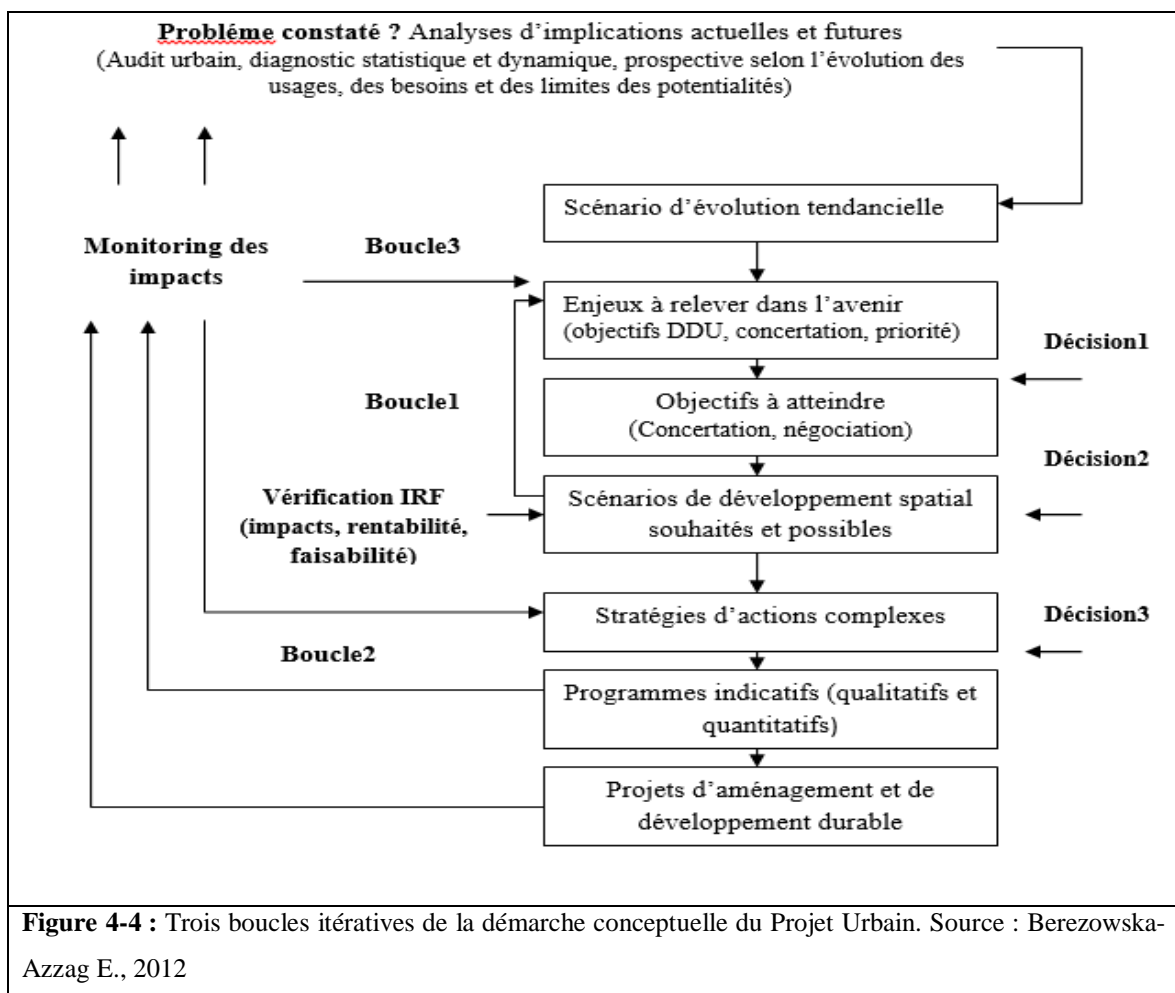 Probléme constaté ? Analyses d’implications actuelles et futures
(Audit urbain, diagnostic statistique et dynamique, prospective selon l’évolution des
usages, des besoins et des limites des potentialités)
Scénario d’évolution tendancielle
Monitoring des
impacts
Boucle3
Enjeux à relever dans l’avenir
(objectifs DDU, concertation, priorité)
Décision1
Boucle1
Objectifs à atteindre
(Concertation, négociation)
Décision2
Vérification IRF
(impacts, rentabilité,
faisabilité)
Scénarios de développement spatial
souhaités et possibles
Stratégies d’actions complexes
Décision3
Boucle2
Programmes indicatifs (qualitatifs et
quantitatifs)
Projets d’aménagement et de
développement durable
Figure 4-4 : Trois boucles itératives de la démarche conceptuelle du Projet Urbain. Source : Berezowska-
Azzag E., 2012